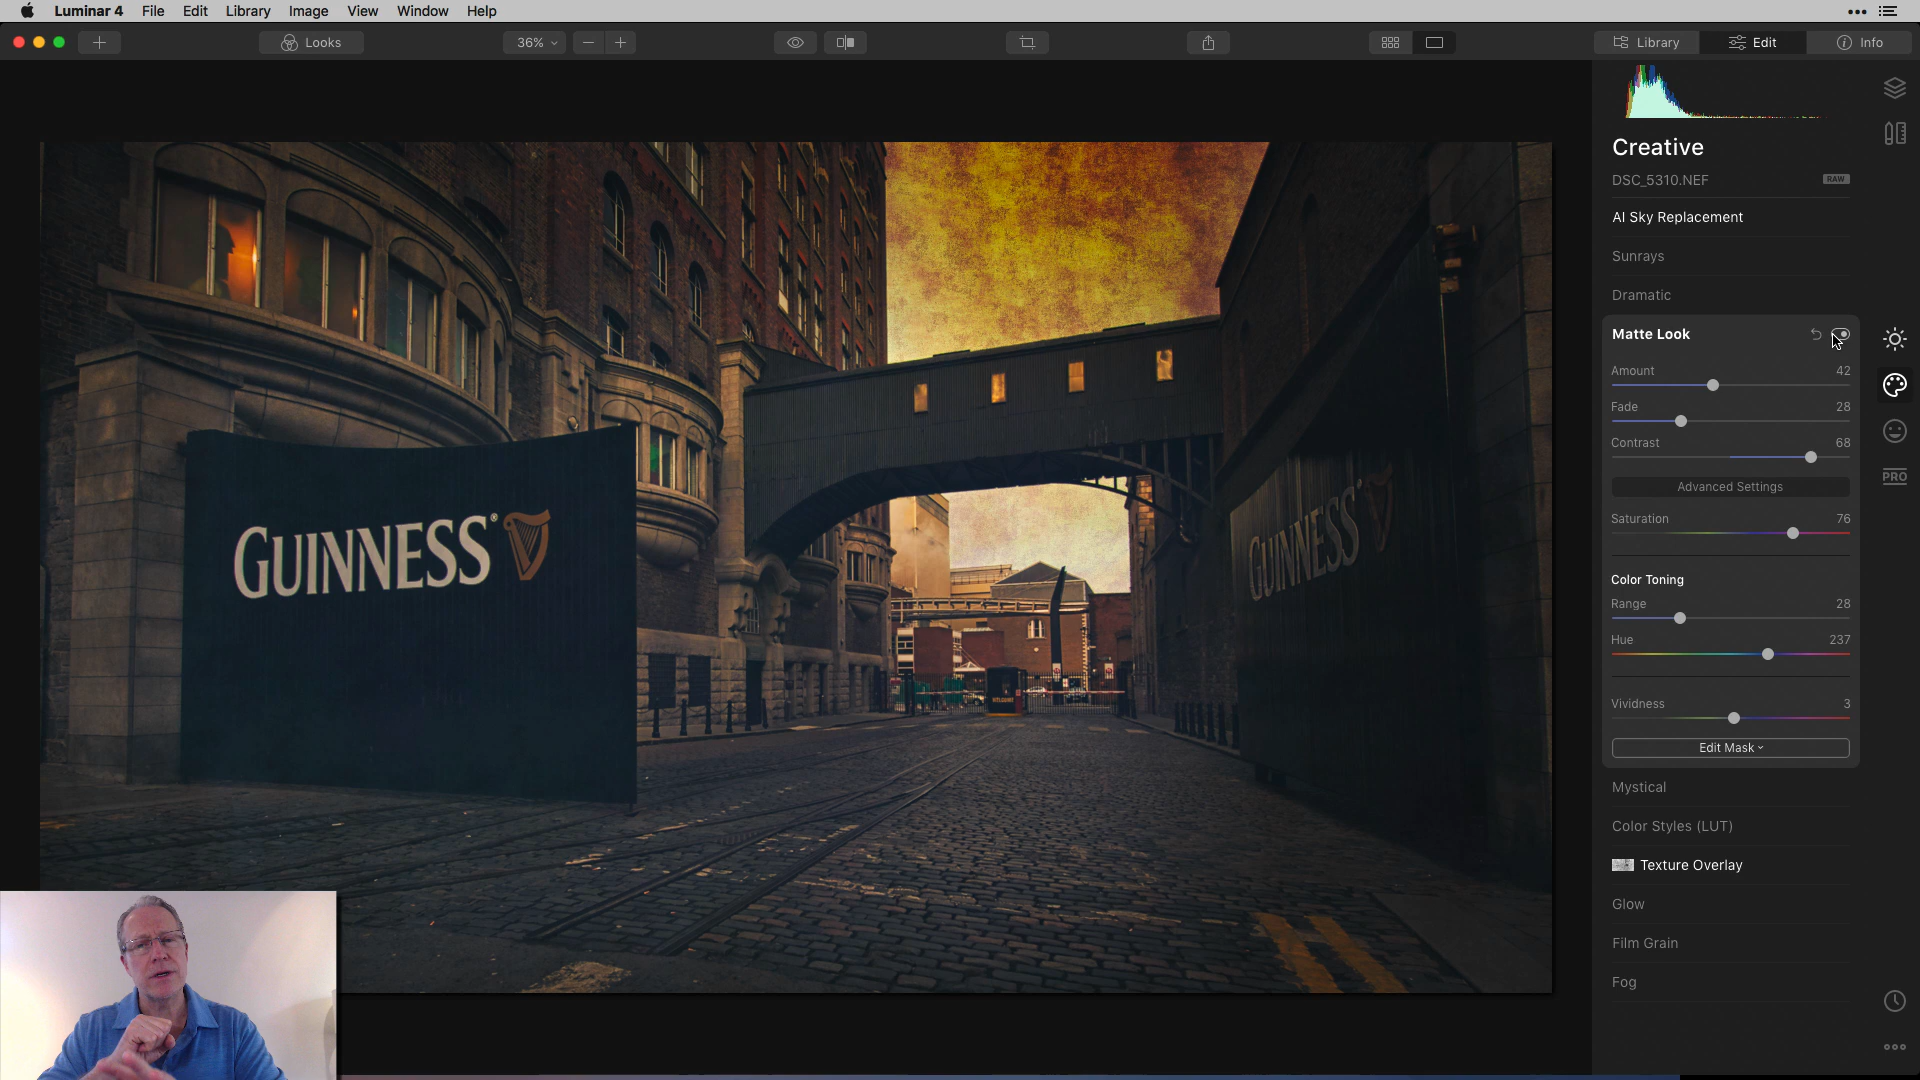 Luminar 4 File Edit Library Image View Window Help
Looks 36% Library Edit Info
Creative
DSC_5310.NEF RAW
AI Sky Replacement
Sunrays
Dramatic
Matte Look
Amount 42
Fade 28
Contrast 68
Advanced Settings
Saturation 76
Color Toning
Range 28
Hue 237
Vividness 3
Edit Mask
Mystical
Color Styles (LUT)
Texture Overlay
Glow
Film Grain
Fog
PRO
GUINNESS®
GUINNESS